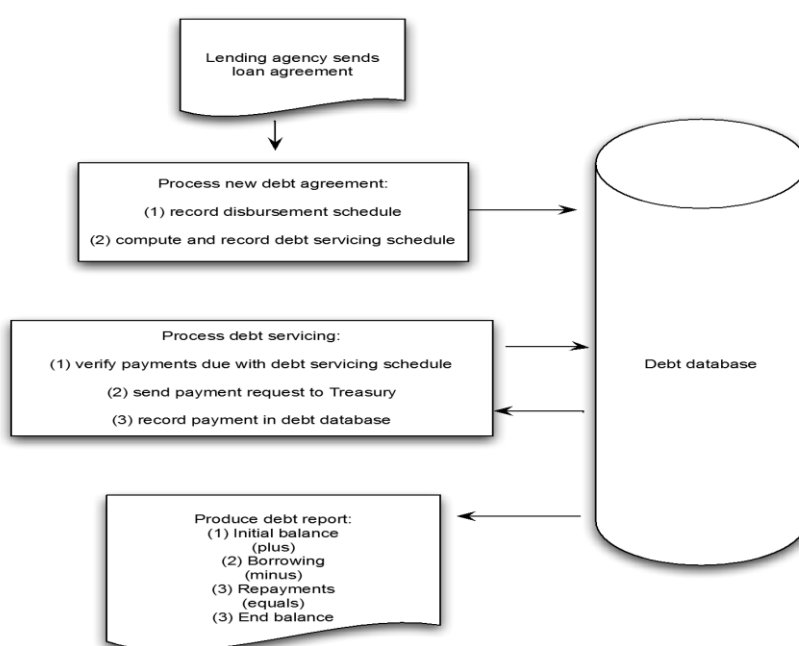 Lending agency sends
loan agreement
Process new debt agreement:
(1) record disbursement schedule
(2) compute and record debt servicing schedule
Process debt servicing:
(1) verify payments due with debt servicing schedule
(2) send payment request to Treasury
(3) record payment in debt database
Debt database
Produce debt report:
(1) Initial balance
(plus)
(2) Borrowing
(minus)
(3) Repayments
(equals)
(3) End balance